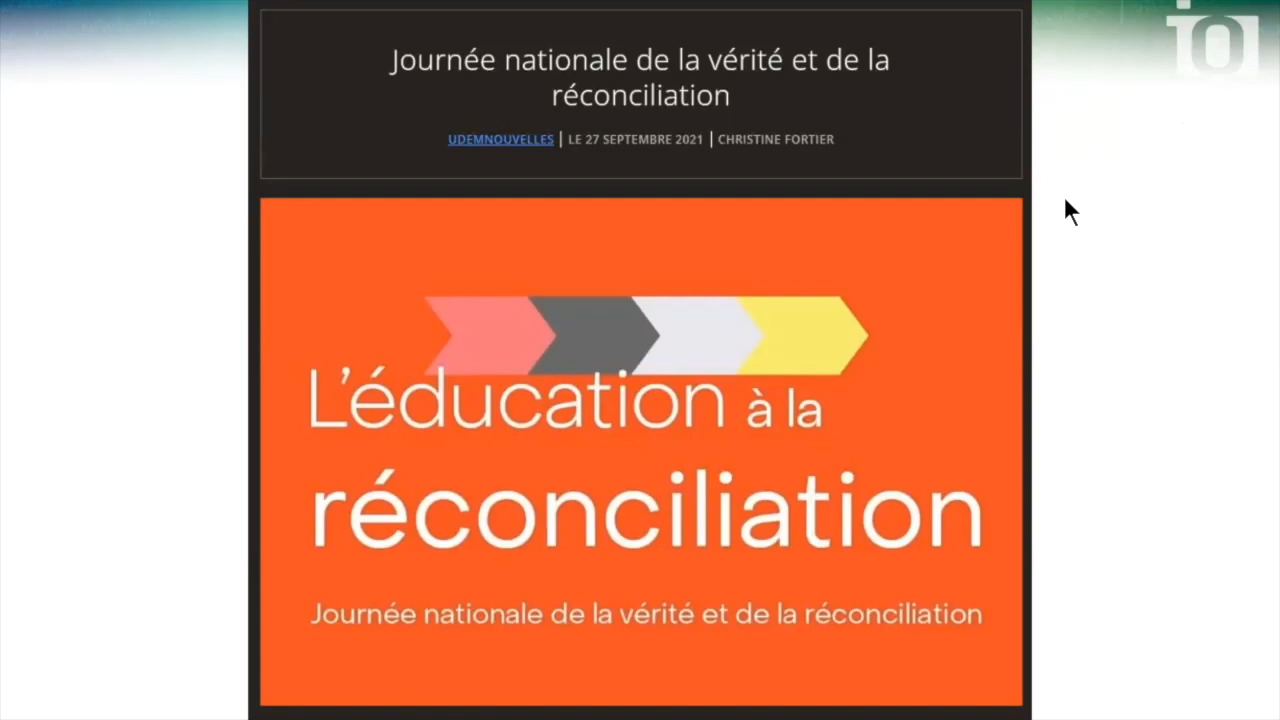 Journée nationale de la vérité et de la
réconciliation
UDEMNOUVELLES | LE 27 SEPTEMBRE 2021 | CHRISTINE FORTIER
L'éducation à la
réconciliation
Journée nationale de la vérité et de la réconciliation